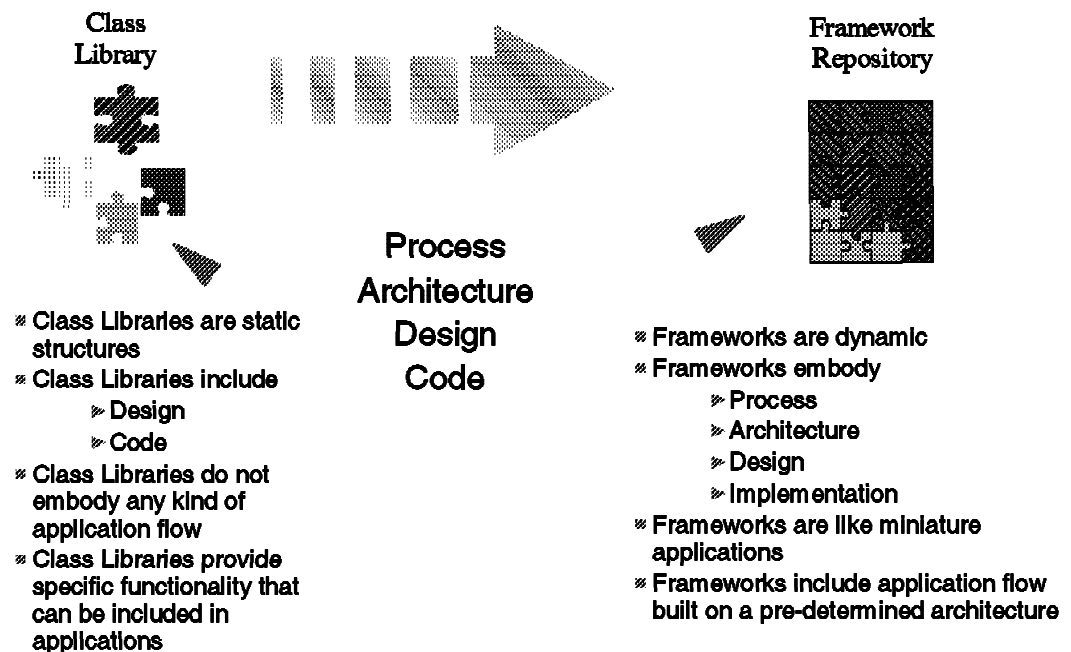 Class
Library
Framework
Repository
Process
Architecture
Design
Code
Class Libraries are static
structures
Class Libraries include
Design
Code
Class Libraries do not
embody any kind of
application flow
Class Libraries provide
specific functionality that
can be included in
applications
Frameworks are dynamic
Frameworks embody
Process
Architecture
Design
Implementation
Frameworks are like miniature
applications
Frameworks include application flow
built on a pre-determined architecture